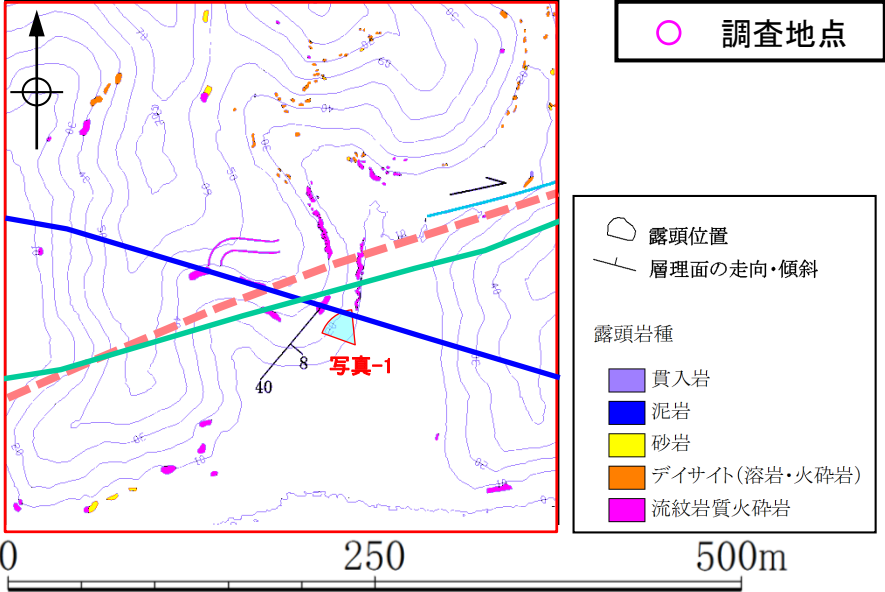 調査地点
露頭位置
層理面の走向・傾斜
露頭岩種
貫入岩
泥岩
砂岩
デイサイト(溶岩・火砕岩)
流紋岩質火砕岩
写真-1
8
40
0 250 500m